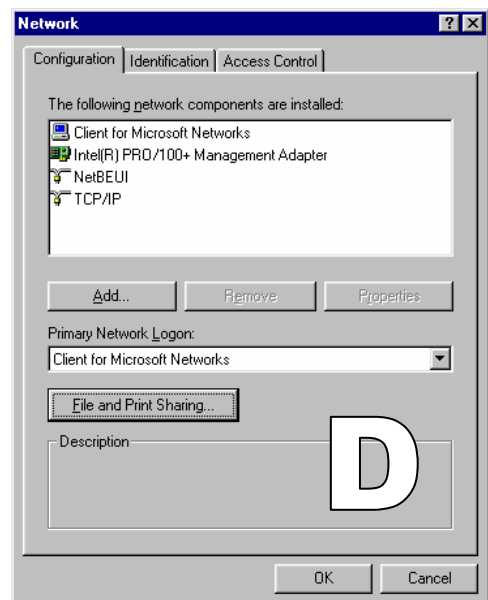 Network
Configuration Identification Access Control
The following network components are installed:
Client for Microsoft Networks
Intel(R) PRO/100+ Management Adapter
NetBEUI
TCP/IP
Add... Remove Properties
Primary Network Logon:
Client for Microsoft Networks
File and Print Sharing...
Description
D
OK Cancel